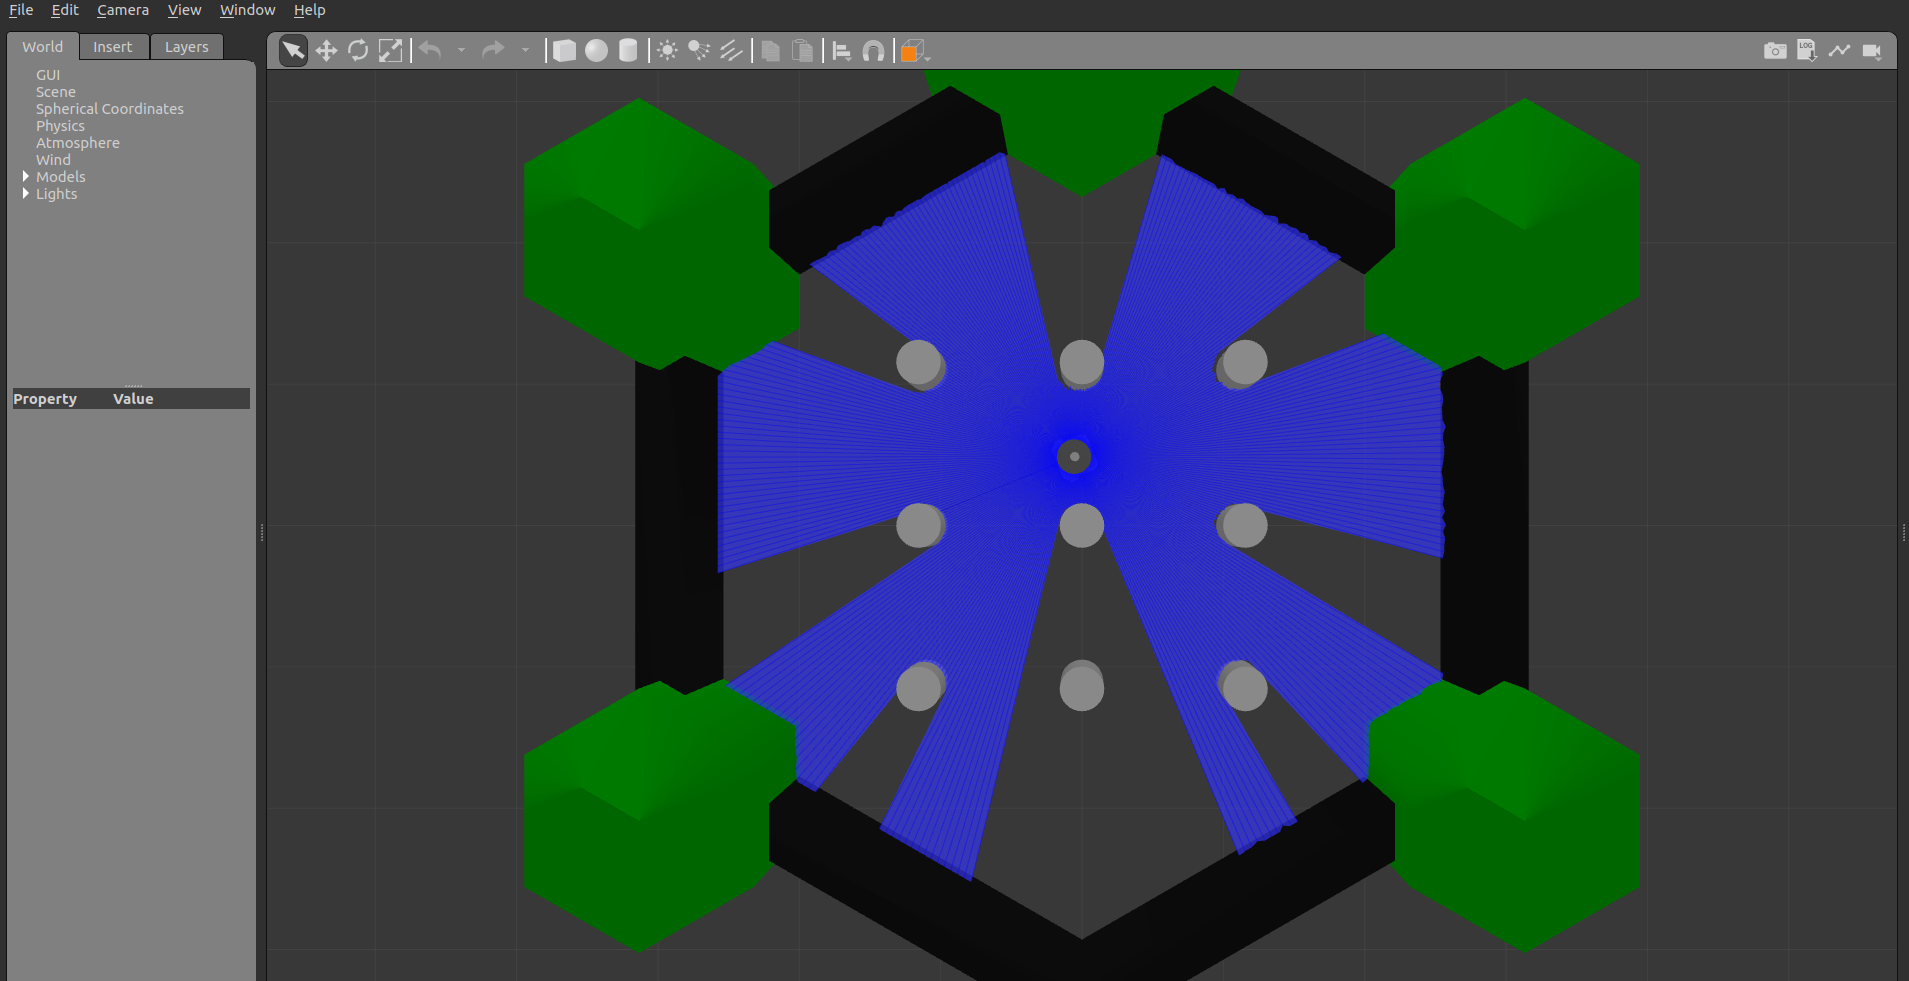 File Edit Camera View Window Help
World Insert Layers
GUI
Scene
Spherical Coordinates
Physics
Atmosphere
Wind
Models
Lights
Property Value
LOG